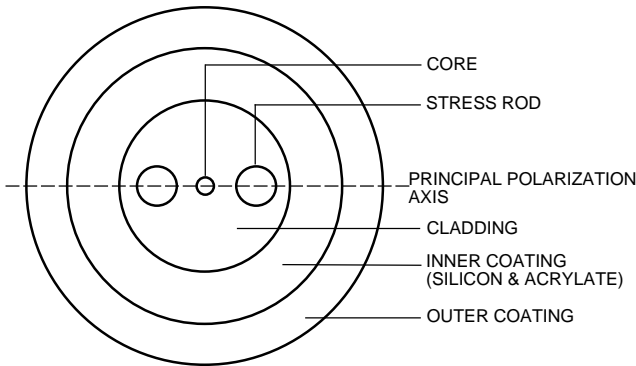 CORE
STRESS ROD
PRINCIPAL POLARIZATION
AXIS
CLADDING
INNER COATING
(SILICON & ACRYLATE)
OUTER COATING